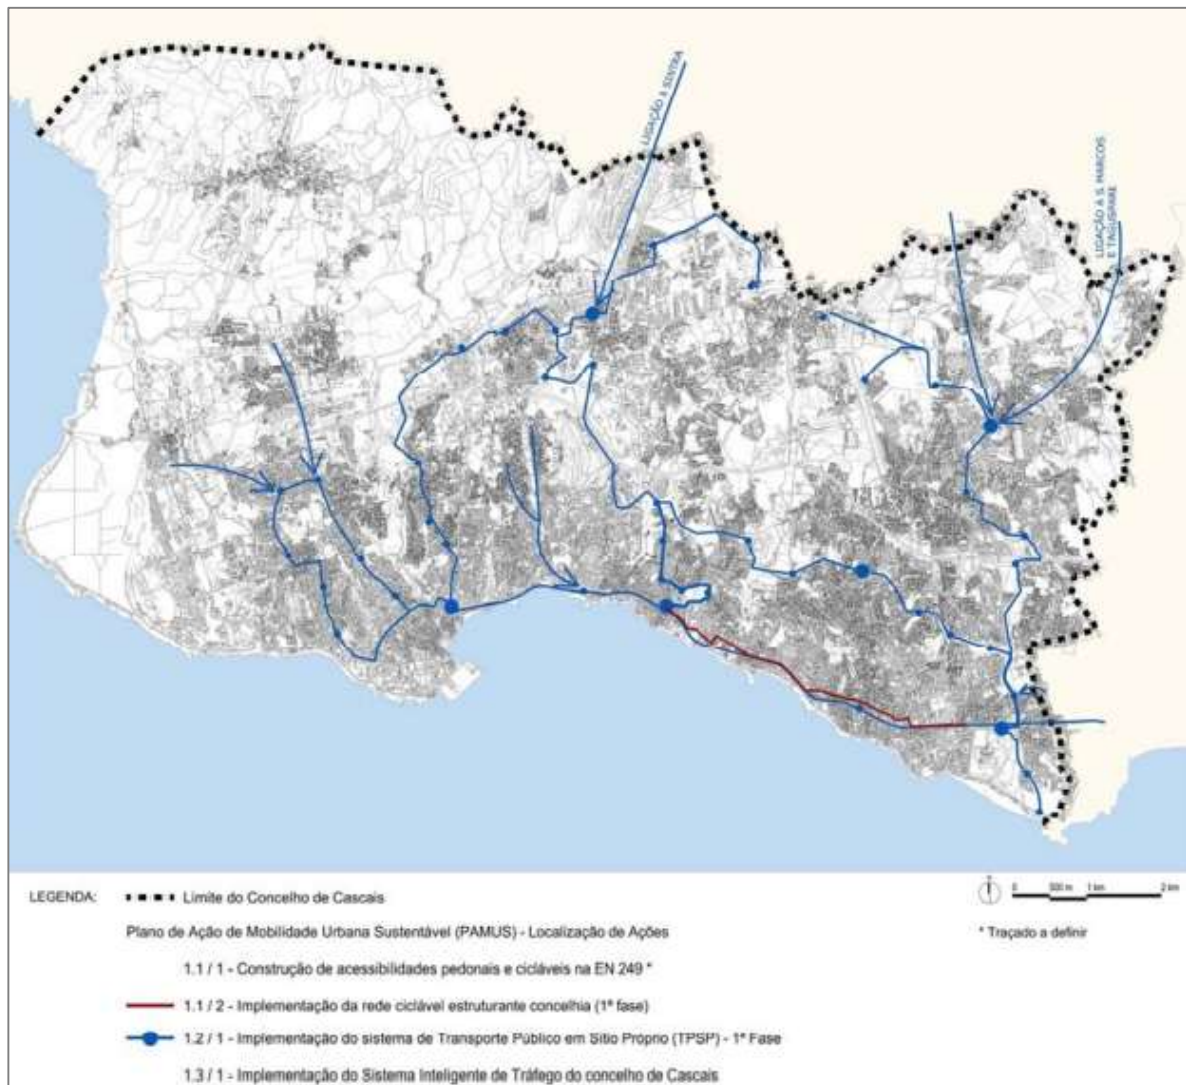 LIGAÇÃO A SINTRA
LIGAÇÃO A S. MARCOS
E TAGUSPARK
LEGENDA:
Limite do Concelho de Cascais
0 500 m 1 km 2 km
Plano de Ação de Mobilidade Urbana Sustentável (PAMUS) - Localização de Ações
* Traçado a definir
1.1 / 1 - Construção de acessibilidades pedonais e cicláveis na EN 249 *
1.1 / 2 - Implementação da rede ciclável estruturante concelhia (1ª fase)
1.2 / 1 - Implementação do sistema de Transporte Público em Sítio Próprio (TPSP) - 1ª Fase
1.3 / 1 - Implementação do Sistema Inteligente de Tráfego do concelho de Cascais